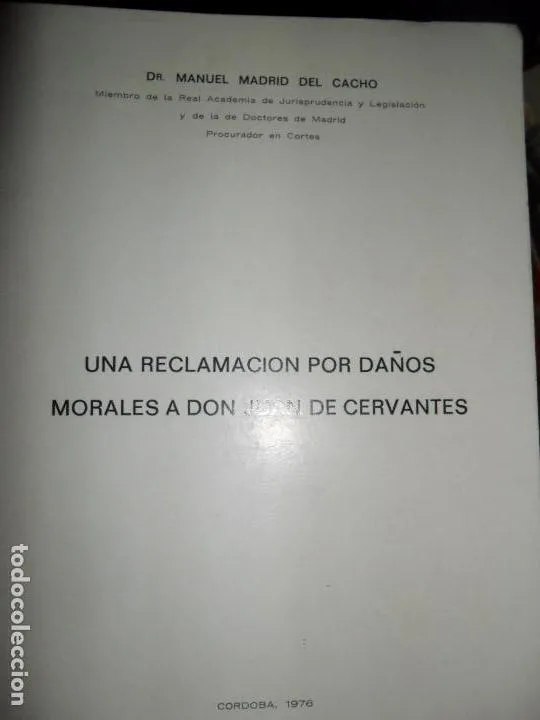 DR. MANUEL MADRID DEL CACHO
Miembro de la Real Academia de Jurisprudencia y Legislación
y de la de Doctores de Madrid
Procurador en Cortes
UNA RECLAMACION POR DAÑOS
MORALES A DON JUAN DE CERVANTES
CORDOBA, 1976
todocoleccion